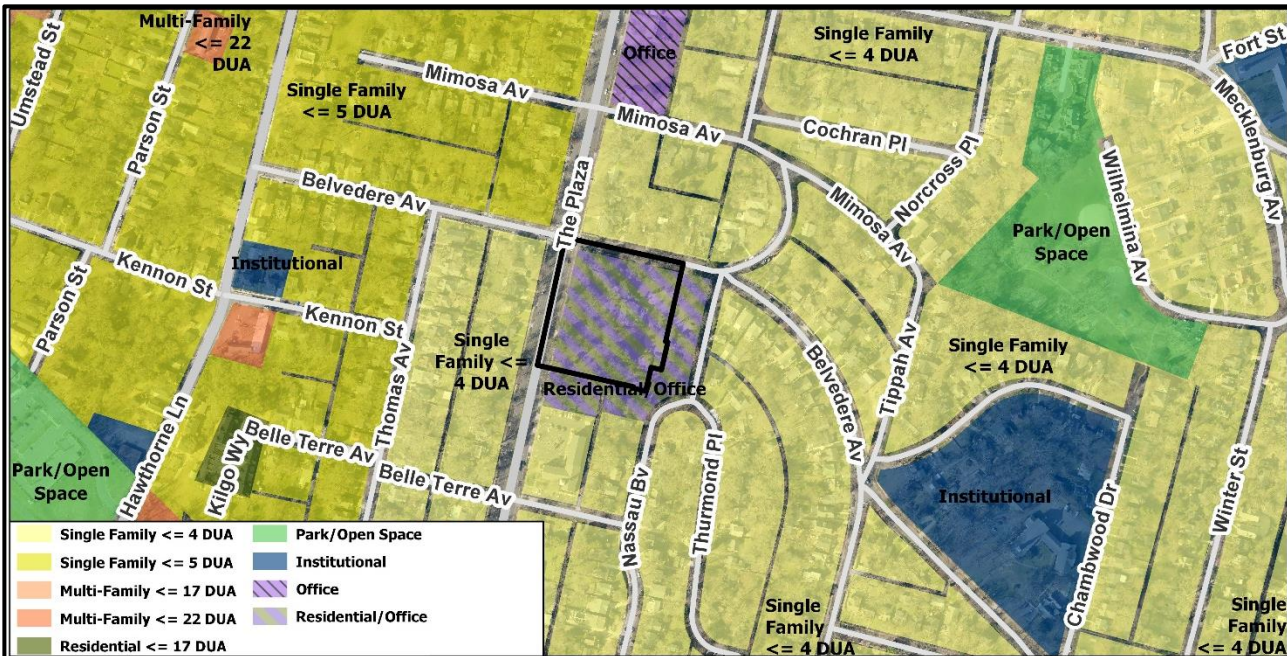 Umstead St
Parson St
Multi-Family
<= 22
DUA
Single Family
<= 5 DUA
Mimosa Av
Office
Single Family
<= 4 DUA
Fort St
Mecklenburg Av
Mimosa Av
Cochran Pl
Norcross Pl
Wilhelmina Av
Belvedere Av
The Plaza
Mimosa Av
Park/Open
Space
Parson St
Kennon St
Institutional
Kennon St
Single
Family <=
4 DUA
Residential/Office
Belvedere Av
Tippah Av
Single Family
<= 4 DUA
Park/Open
Space
Hawthorne Ln
Kilgo Wy
Belle Terre Av
Thomas Av
Belle Terre Av
Nassau Bv
Thurmond Pl
Institutional
Chambwood Dr
Winter St
Single
Family
<= 4 DUA
Single
Family
<= 4 DUA
Single Family <= 4 DUA
Single Family <= 5 DUA
Multi-Family <= 17 DUA
Multi-Family <= 22 DUA
Residential <= 17 DUA
Park/Open Space
Institutional
Office
Residential/Office